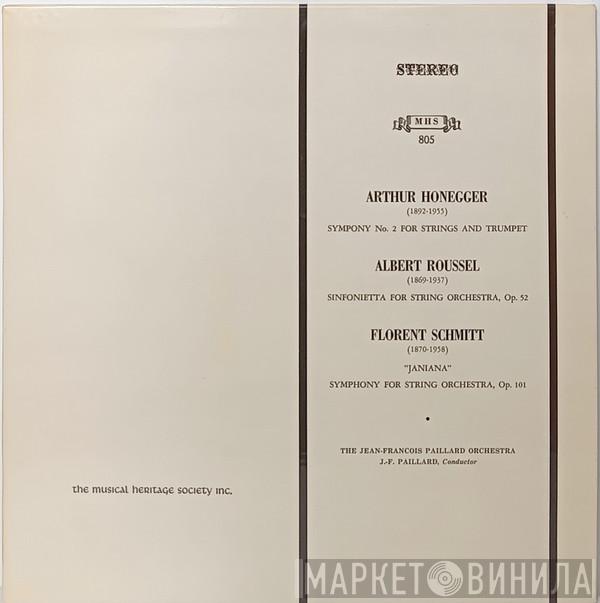 STEREO
MHS
805
ARTHUR HONEGGER
(1892-1955)
SYMPONY No. 2 FOR STRINGS AND TRUMPET
ALBERT ROUSSEL
(1869-1937)
SINFONIETTA FOR STRING ORCHESTRA, Op. 52
FLORENT SCHMITT
(1870-1958)
"JANIANA"
SYMPHONY FOR STRING ORCHESTRA, Op. 101
THE JEAN-FRANCOIS PAILLARD ORCHESTRA
J.-F. PAILLARD, Conductor
the musical heritage society inc.
МАРКЕТ ВИНИЛА